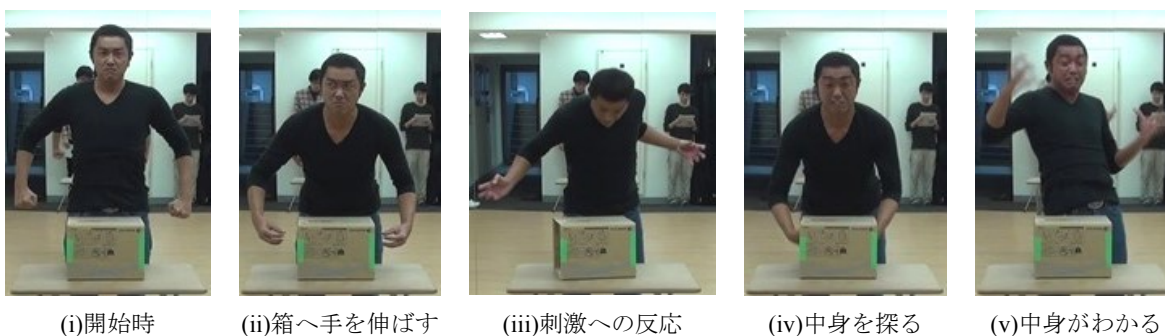 (i)開始時
(ii)箱へ手を伸ばす
(iii)刺激への反応
(iv)中身を探る
(v)中身がわかる